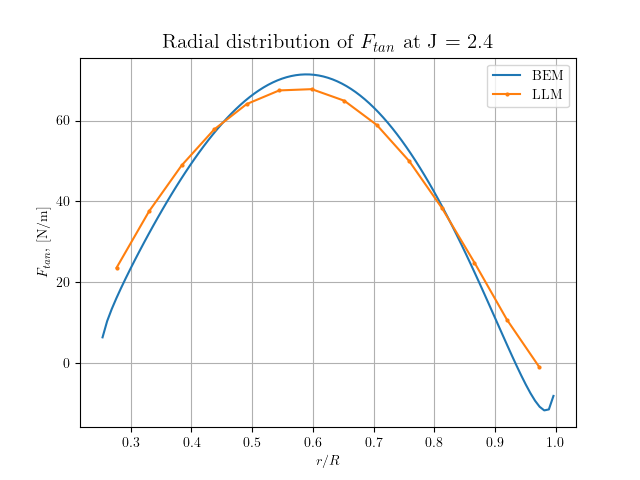 Radial distribution of F_tan at J = 2.4
BEM
LLM
60
40
20
0
F_tan, [N/m]
0.3 0.4 0.5 0.6 0.7 0.8 0.9 1.0
r/R